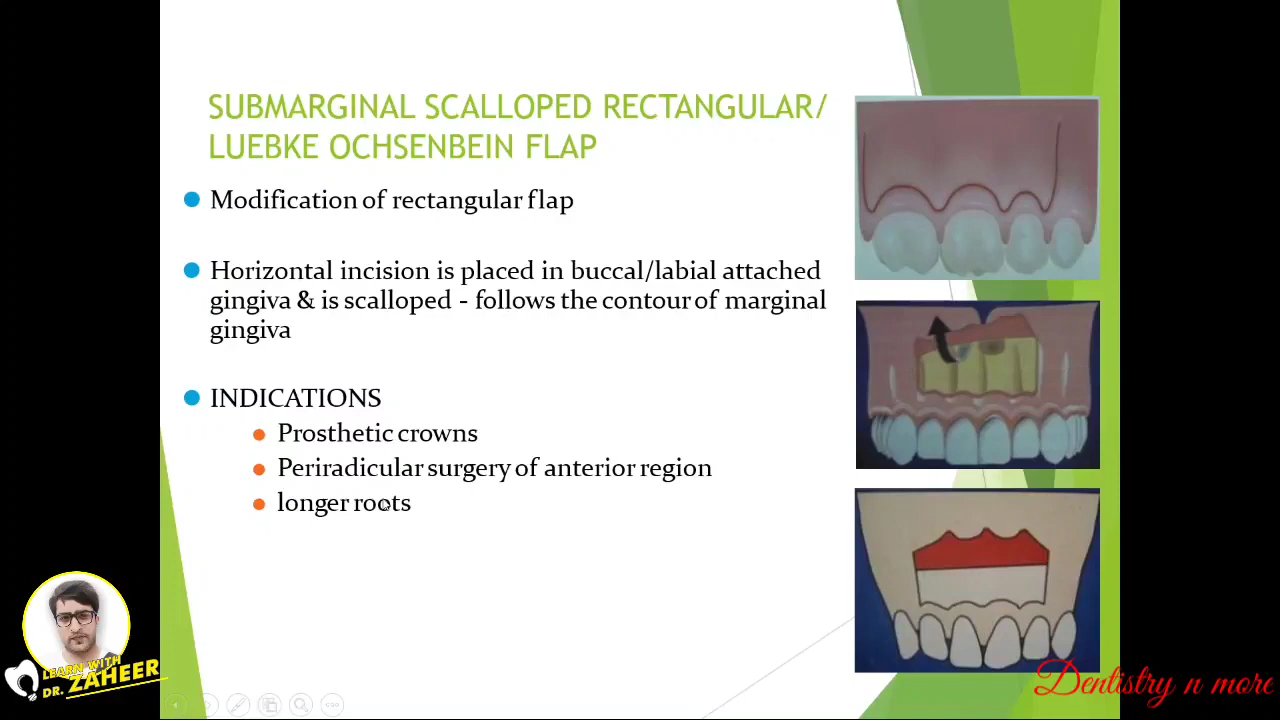 SUBMARGINAL SCALLOPED RECTANGULAR/
LUEBKE OCHSENBEIN FLAP
Modification of rectangular flap
Horizontal incision is placed in buccal/labial attached
gingiva & is scalloped - follows the contour of marginal
gingiva
INDICATIONS
Prosthetic crowns
Periradicular surgery of anterior region
longer roots
LEARN WITH
DR. ZAHEER
Dentistry n more